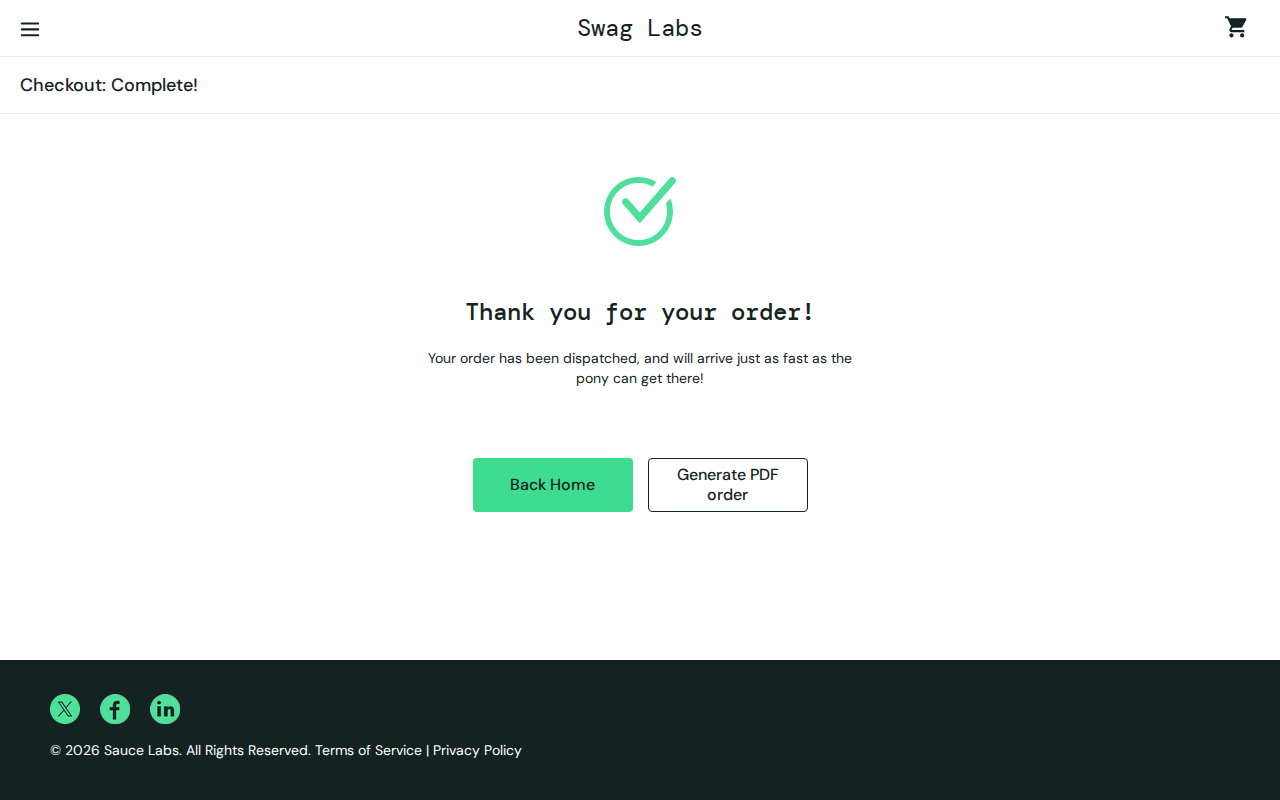 Swag Labs
Checkout: Complete!
Thank you for your order!
Your order has been dispatched, and will arrive just as fast as the
pony can get there!
Back Home
Generate PDF
order
© 2026 Sauce Labs. All Rights Reserved. Terms of Service | Privacy Policy